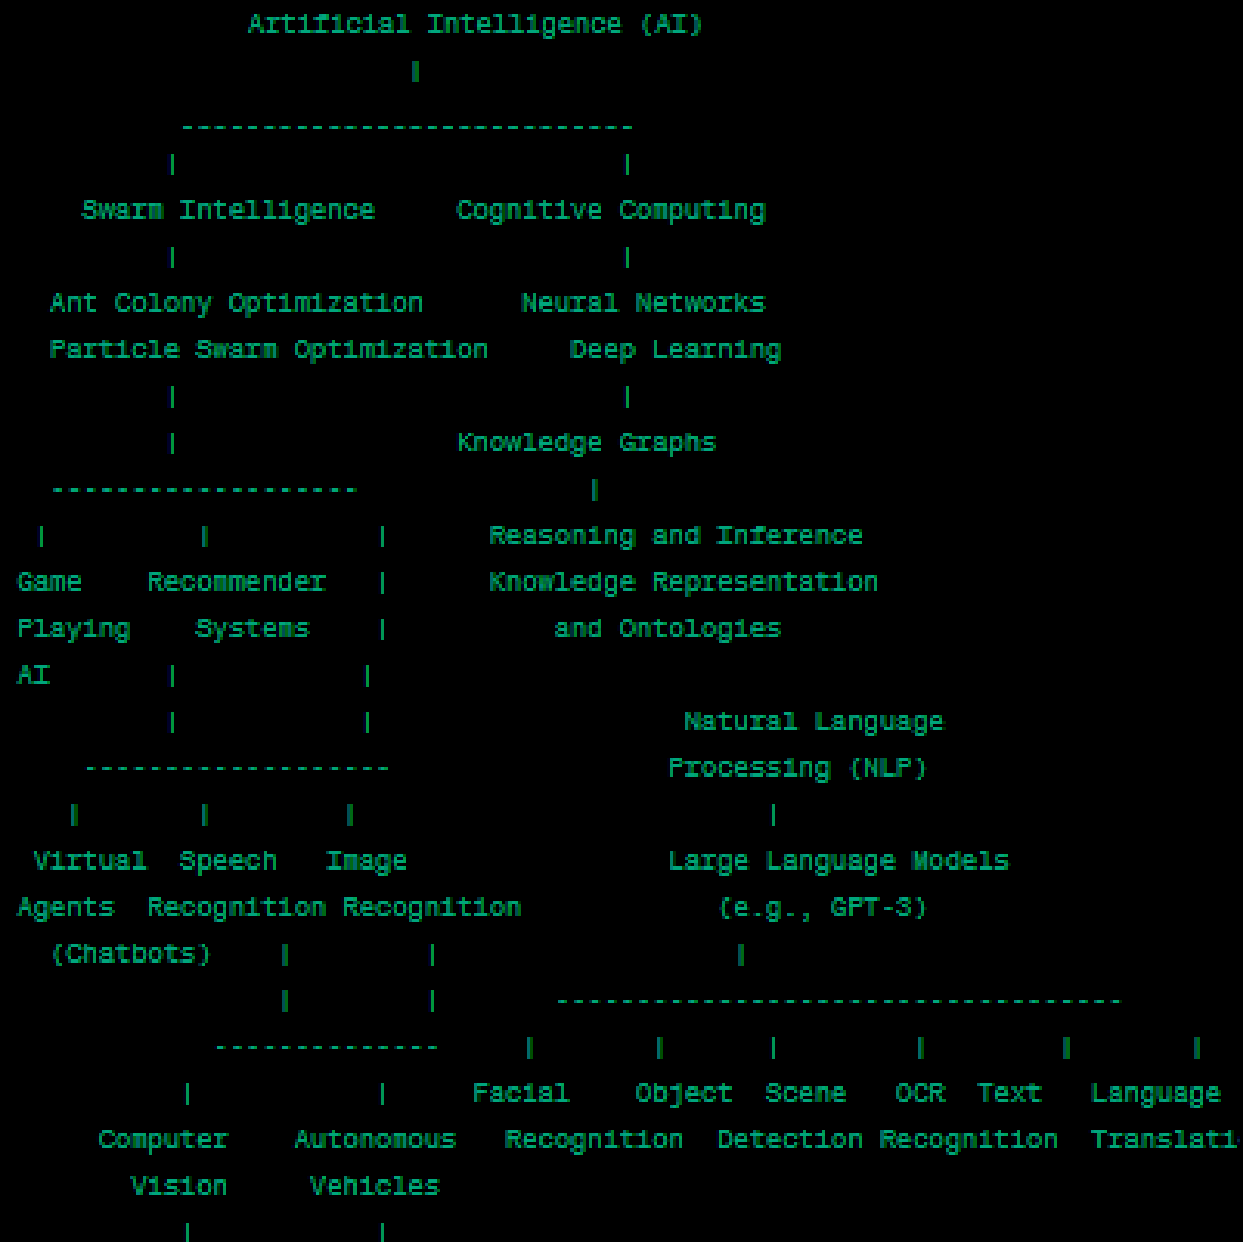 Artificial Intelligence (AI)
|
----------------------------
| |
Swarm Intelligence Cognitive Computing
| |
Ant Colony Optimization Neural Networks
Particle Swarm Optimization Deep Learning
| |
| Knowledge Graphs
------------------- |
| | | Reasoning and Inference
Game Recommender | Knowledge Representation
Playing Systems | and Ontologies
AI | |
| | Natural Language
------------------- Processing (NLP)
| | | |
Virtual Speech Image Large Language Models
Agents Recognition Recognition (e.g., GPT-3)
(Chatbots) | | |
| | -----------------------------------
-------------- | | | | | |
| | Facial Object Scene OCR Text Language
Computer Autonomous Recognition Detection Recognition Translati
Vision Vehicles
| |